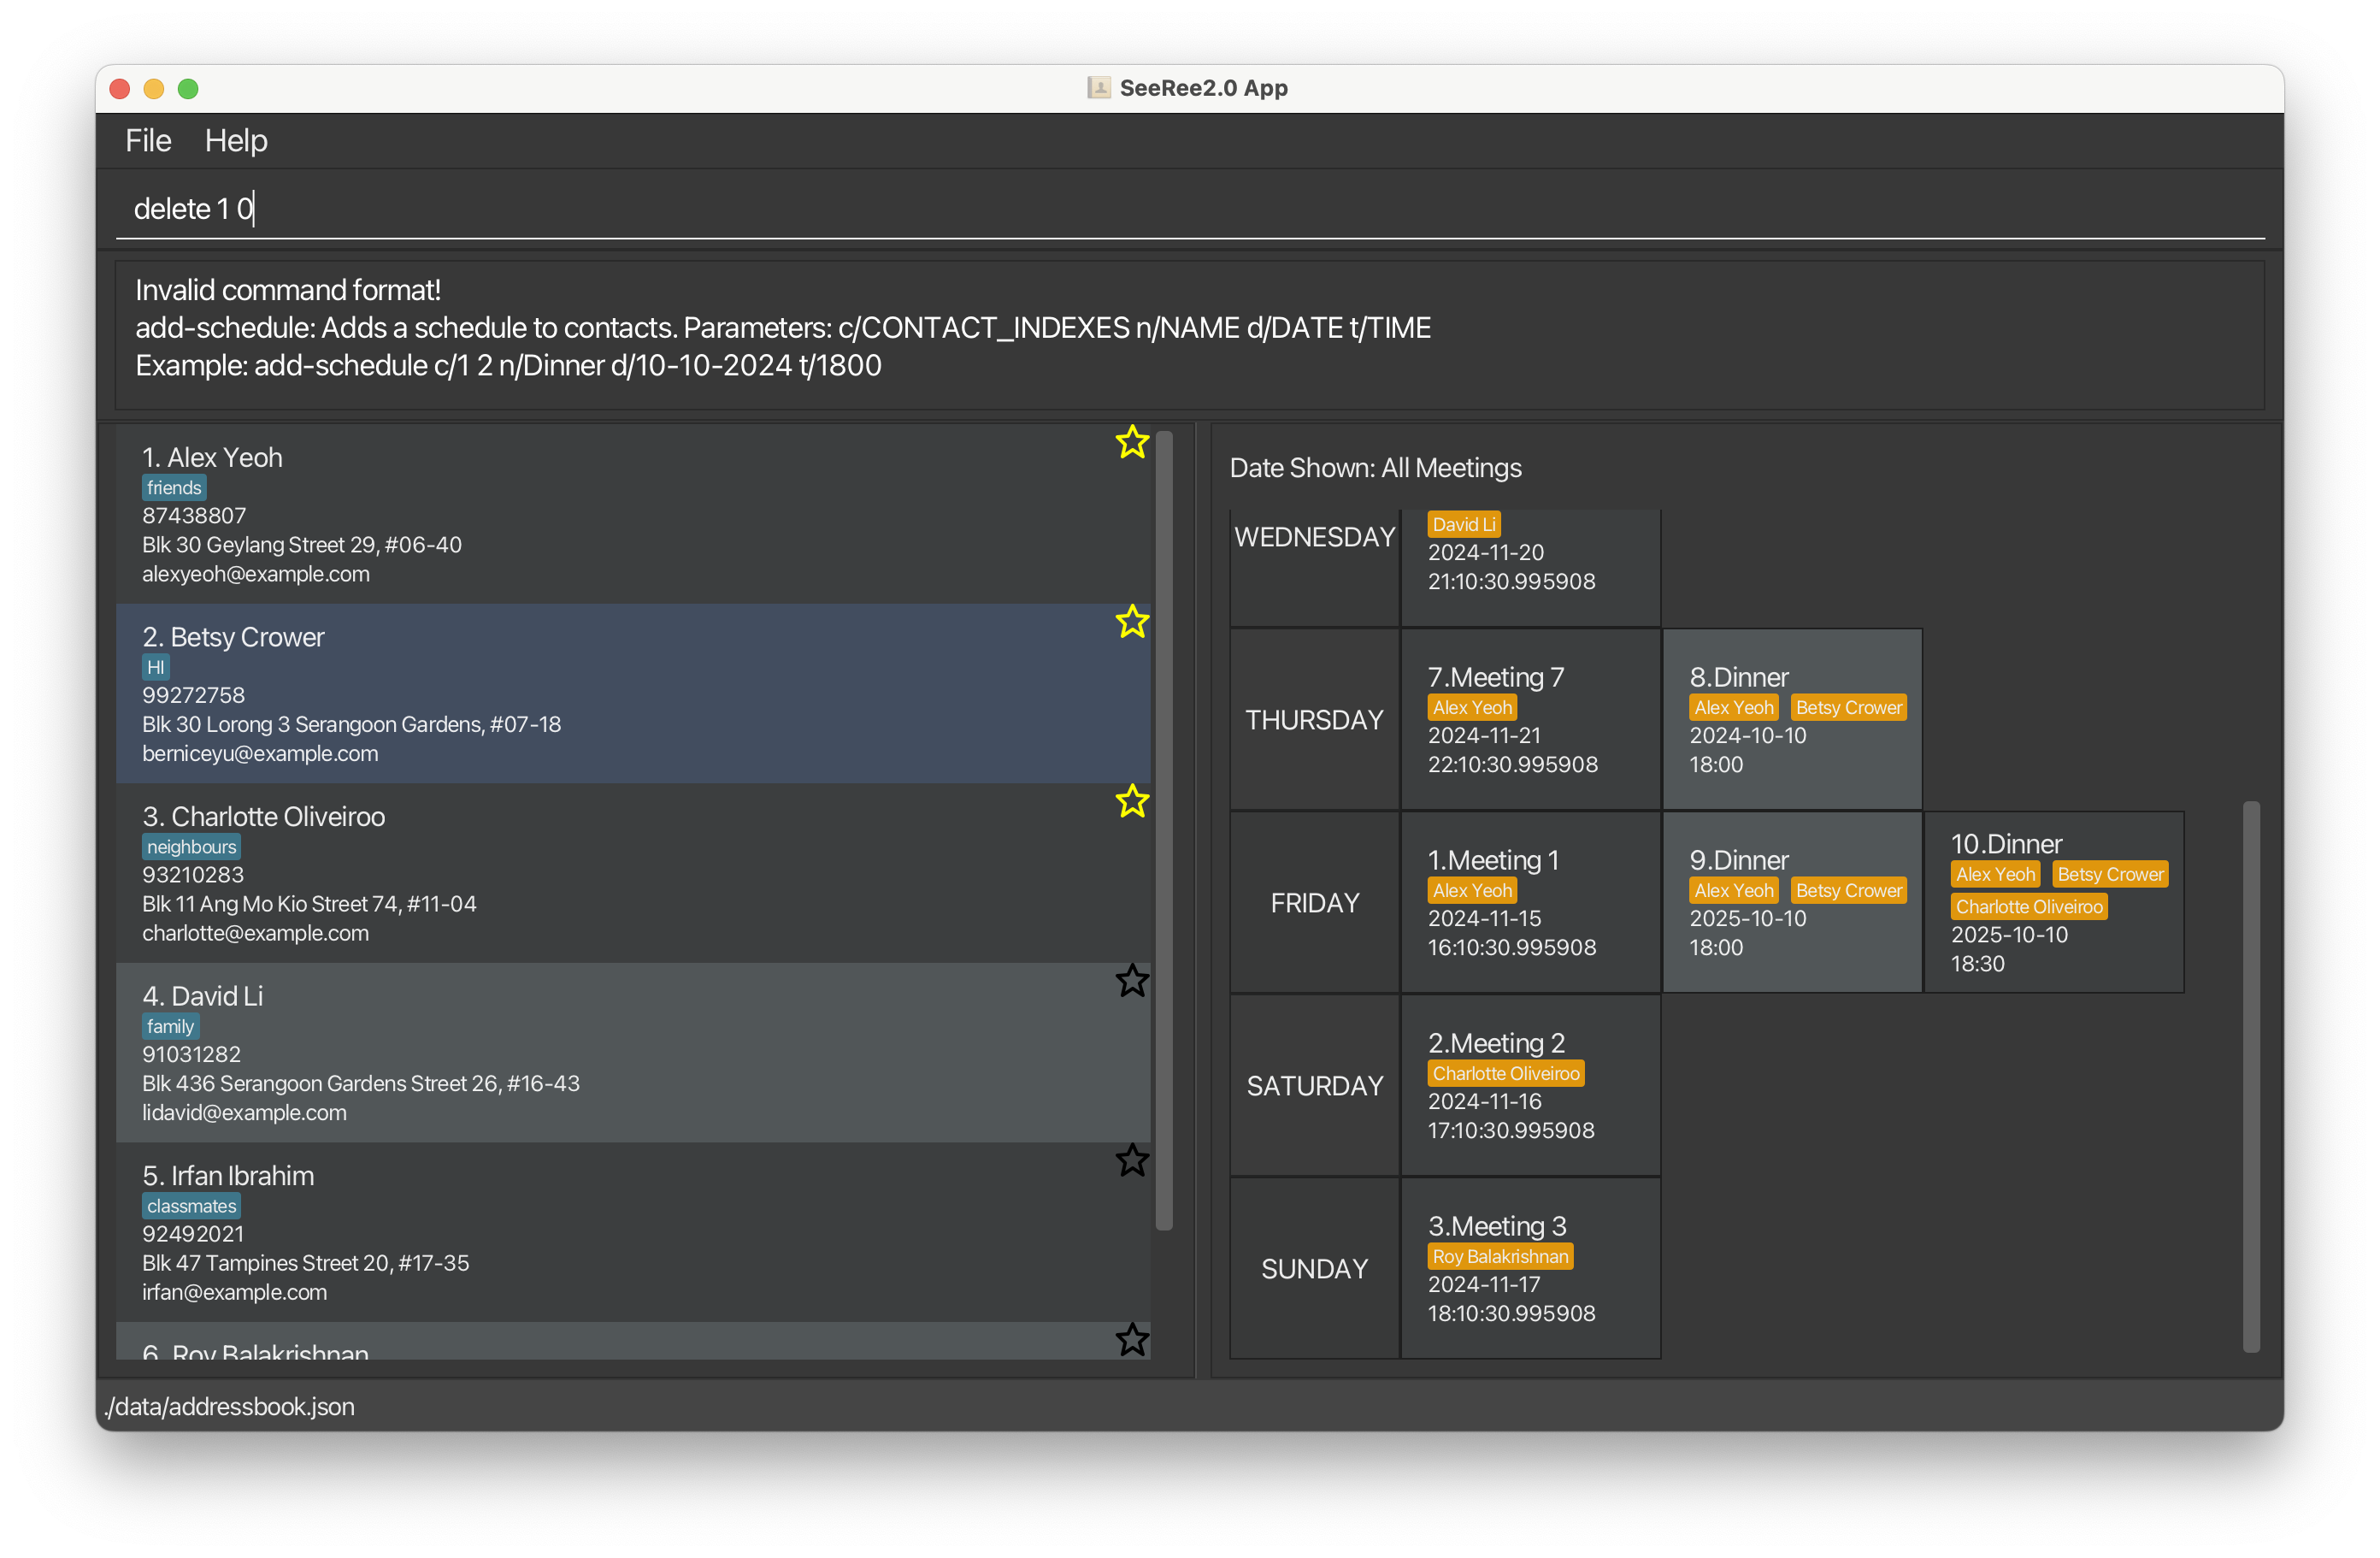 SeeRee2.0 App
File Help
delete 1 0
Invalid command format!
add-schedule: Adds a schedule to contacts. Parameters: c/CONTACT_INDEXES n/NAME d/DATE t/TIME
Example: add-schedule c/1 2 n/Dinner d/10-10-2024 t/1800
1. Alex Yeoh
friends
87438807
Blk 30 Geylang Street 29, #06-40
alexyeoh@example.com
2. Betsy Crower
HI
99272758
Blk 30 Lorong 3 Serangoon Gardens, #07-18
berniceyu@example.com
3. Charlotte Oliveiroo
neighbours
93210283
Blk 11 Ang Mo Kio Street 74, #11-04
charlotte@example.com
4. David Li
family
91031282
Blk 436 Serangoon Gardens Street 26, #16-43
lidavid@example.com
5. Irfan Ibrahim
classmates
92492021
Blk 47 Tampines Street 20, #17-35
irfan@example.com
6. Roy Balakrishnan
Date Shown: All Meetings
WEDNESDAY
David Li
2024-11-20
21:10:30.995908
THURSDAY
7.Meeting 7
Alex Yeoh
2024-11-21
22:10:30.995908
8.Dinner
Alex Yeoh Betsy Crower
2024-10-10
18:00
FRIDAY
1.Meeting 1
Alex Yeoh
2024-11-15
16:10:30.995908
9.Dinner
Alex Yeoh Betsy Crower
2025-10-10
18:00
10.Dinner
Alex Yeoh Betsy Crower
Charlotte Oliveiroo
2025-10-10
18:30
SATURDAY
2.Meeting 2
Charlotte Oliveiroo
2024-11-16
17:10:30.995908
SUNDAY
3.Meeting 3
Roy Balakrishnan
2024-11-17
18:10:30.995908
./data/addressbook.json